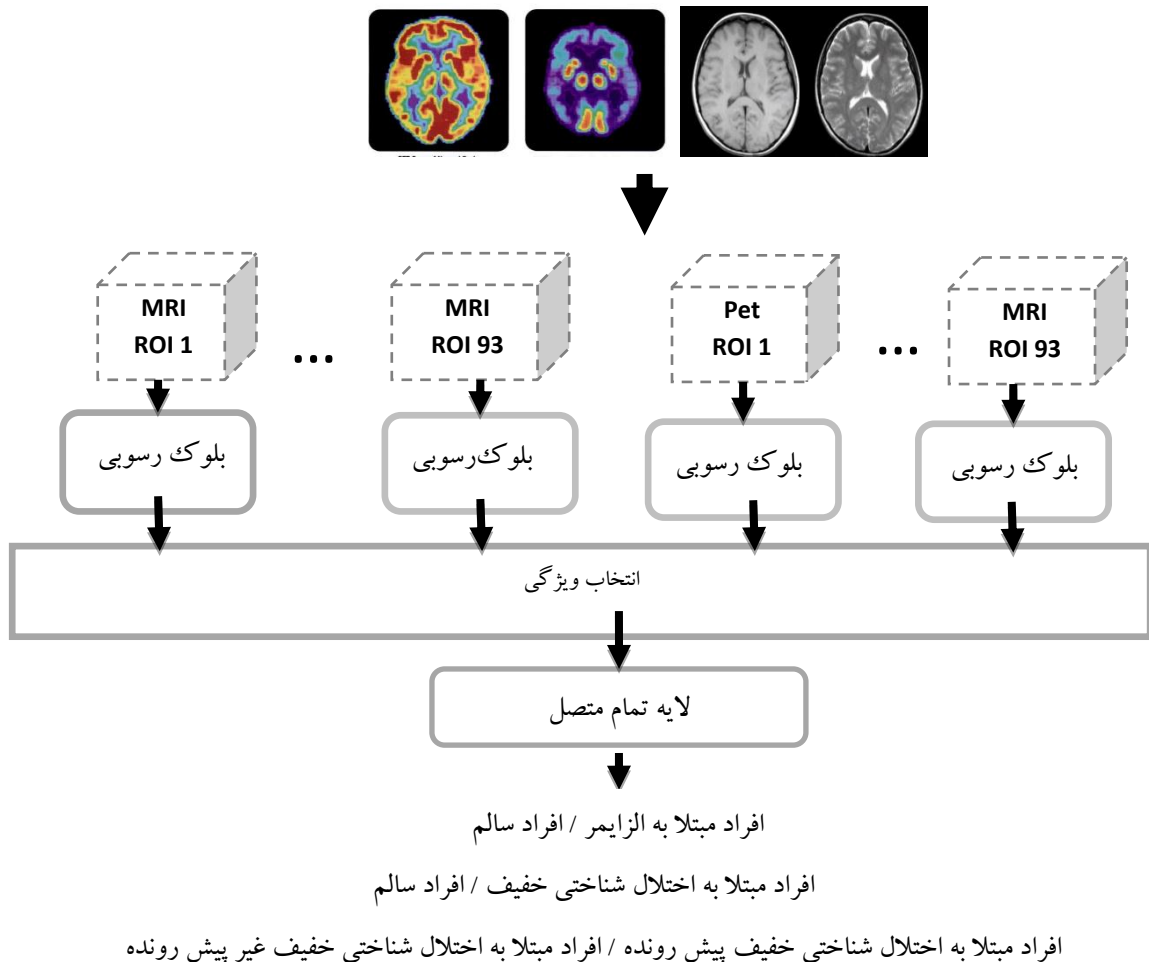 MRI
ROI 1
...
MRI
ROI 93
Pet
ROI 1
...
MRI
ROI 93
بلوک رسوبی
بلوک رسوبی
بلوک رسوبی
بلوک رسوبی
انتخاب ویژگی
لایه تمام متصل
افراد مبتلا به الزایمر / افراد سالم
افراد مبتلا به اختلال شناختی خفیف / افراد سالم
افراد مبتلا به اختلال شناختی خفیف پیش رونده / افراد مبتلا به اختلال شناختی خفیف غیر پیش رونده